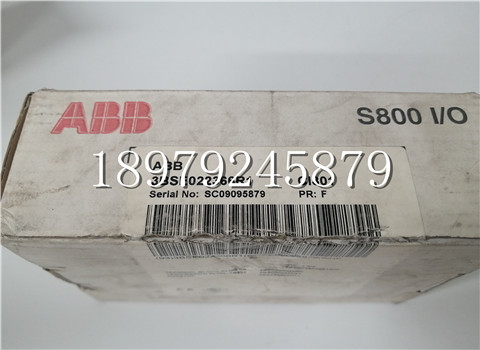 ABB
S800 I/O
ABB
18979245879
Serial No: SC09095879 PR: F